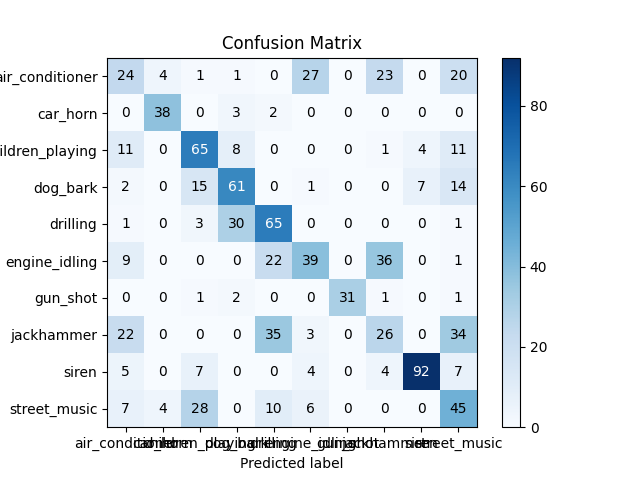 Confusion Matrix
air_conditioner 24 4 1 1 0 27 0 23 0 20
car_horn 0 38 0 3 2 0 0 0 0 0
ildren_playing 11 0 65 8 0 0 0 1 4 11
dog_bark 2 0 15 61 0 1 0 0 7 14
drilling 1 0 3 30 65 0 0 0 0 1
engine_idling 9 0 0 0 22 39 0 36 0 1
gun_shot 0 0 1 2 0 0 31 1 0 1
jackhammer 22 0 0 0 35 3 0 26 0 34
siren 5 0 7 0 0 4 0 4 92 7
street_music 7 4 28 0 10 6 0 0 0 45
Predicted label
80
60
40
20
0